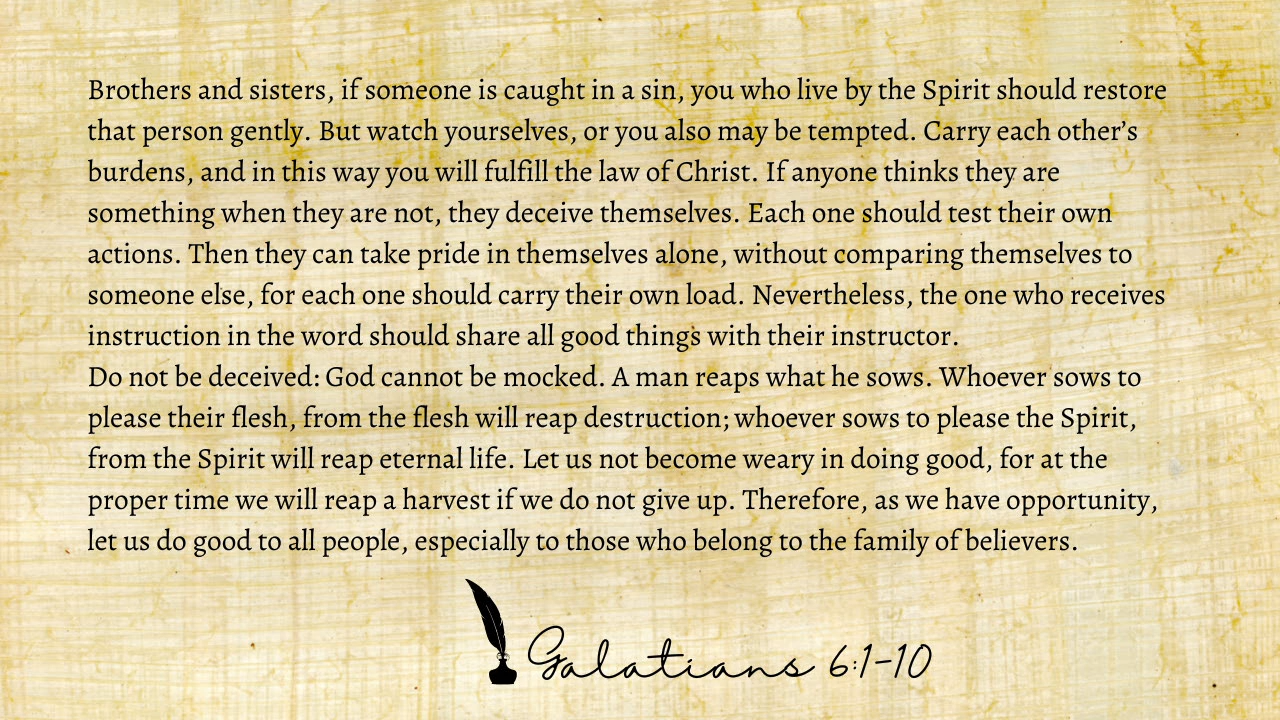 Brothers and sisters, if someone is caught in a sin, you who live by the Spirit should restore
that person gently. But watch yourselves, or you also may be tempted. Carry each other’s
burdens, and in this way you will fulfill the law of Christ. If anyone thinks they are
something when they are not, they deceive themselves. Each one should test their own
actions. Then they can take pride in themselves alone, without comparing themselves to
someone else, for each one should carry their own load. Nevertheless, the one who receives
instruction in the word should share all good things with their instructor.
Do not be deceived: God cannot be mocked. A man reaps what he sows. Whoever sows to
please their flesh, from the flesh will reap destruction; whoever sows to please the Spirit,
from the Spirit will reap eternal life. Let us not become weary in doing good, for at the
proper time we will reap a harvest if we do not give up. Therefore, as we have opportunity,
let us do good to all people, especially to those who belong to the family of believers.
Galatians 6:1-10